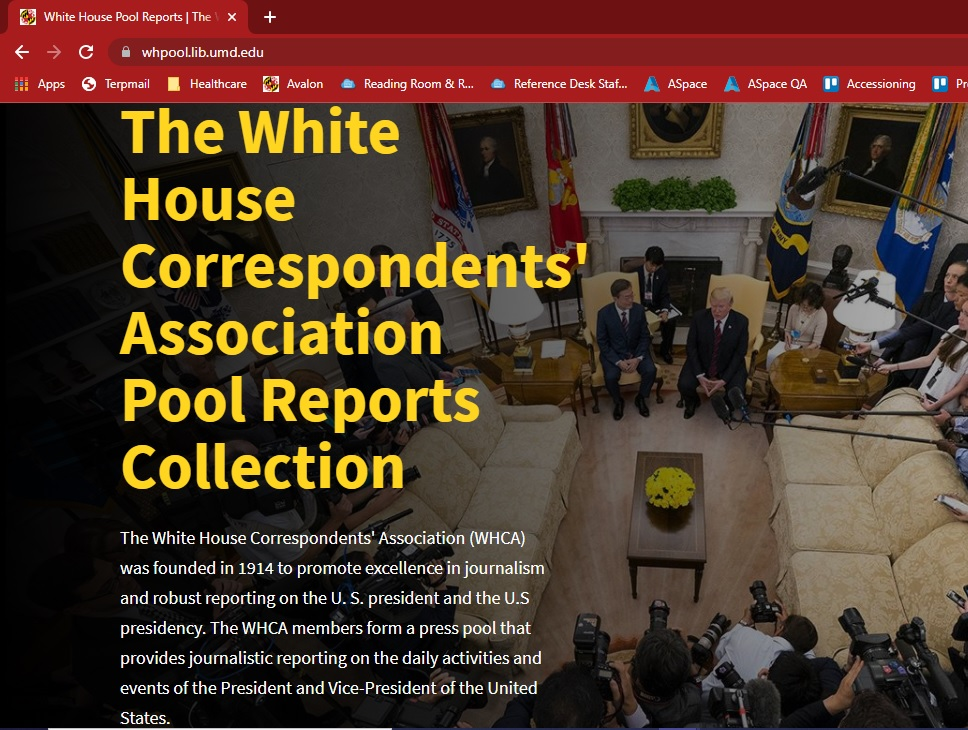 White House Pool Reports | The
whpool.lib.umd.edu
Apps Terpmail Healthcare Avalon Reading Room & R... Reference Desk Staf... ASpace ASpace QA Accessioning
The White
House
Correspondents'
Association
Pool Reports
Collection
The White House Correspondents' Association (WHCA)
was founded in 1914 to promote excellence in journalism
and robust reporting on the U. S. president and the U.S
presidency. The WHCA members form a press pool that
provides journalistic reporting on the daily activities and
events of the President and Vice-President of the United
States.
1775